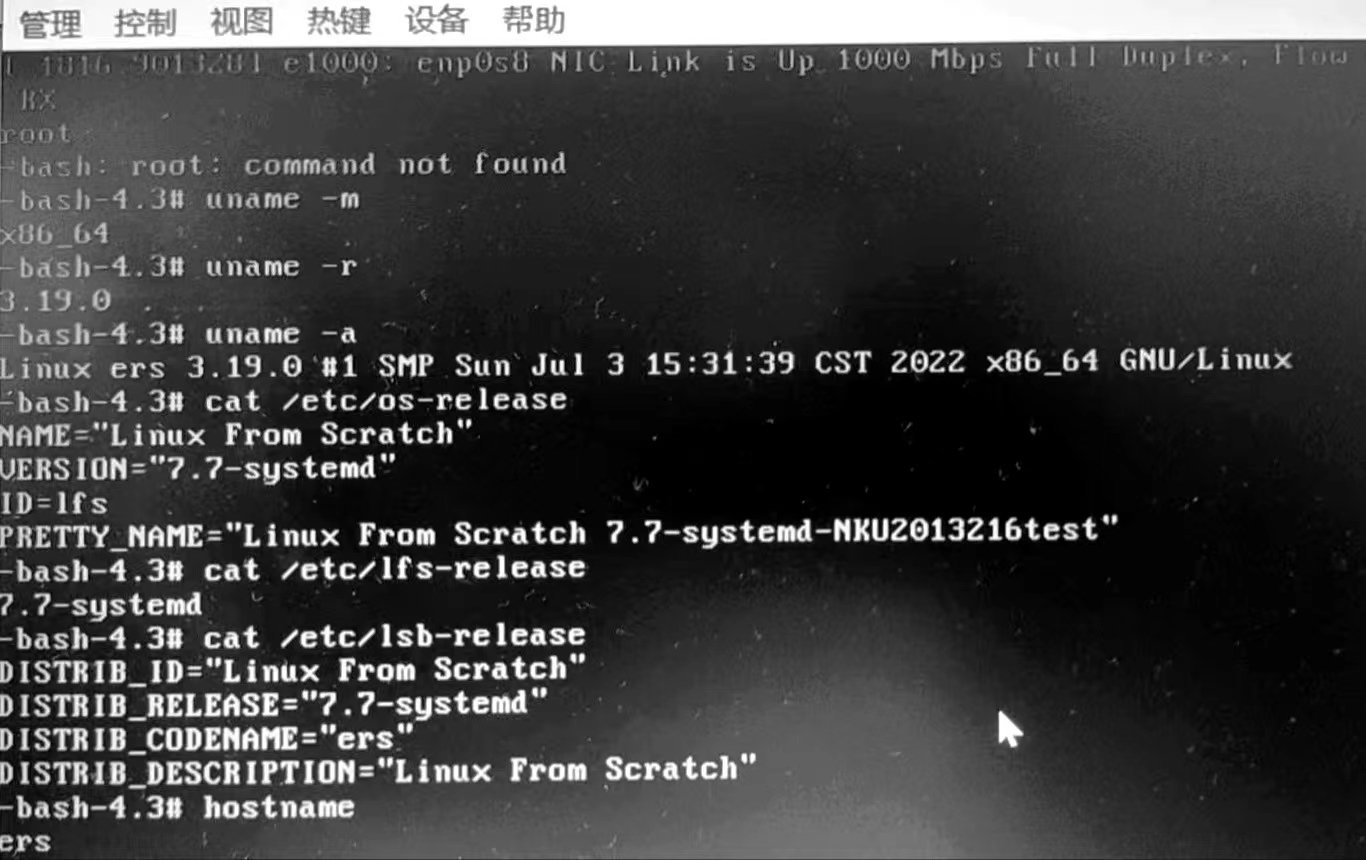 管理 控制 视图 热键 设备 帮助
[ 1816.901328] e1000: enp0s8 NIC Link is Up 1000 Mbps Full Duplex, Flow
RX
root
-bash: root: command not found
-bash-4.3# uname -m
x86_64
-bash-4.3# uname -r
3.19.0
-bash-4.3# uname -a
Linux ers 3.19.0 #1 SMP Sun Jul 3 15:31:39 CST 2022 x86_64 GNU/Linux
-bash-4.3# cat /etc/os-release
NAME="Linux From Scratch"
VERSION="7.7-systemd"
ID=lfs
PRETTY_NAME="Linux From Scratch 7.7-systemd-NKU2013216test"
-bash-4.3# cat /etc/lfs-release
7.7-systemd
-bash-4.3# cat /etc/lsb-release
DISTRIB_ID="Linux From Scratch"
DISTRIB_RELEASE="7.7-systemd"
DISTRIB_CODENAME="ers"
DISTRIB_DESCRIPTION="Linux From Scratch"
-bash-4.3# hostname
ers